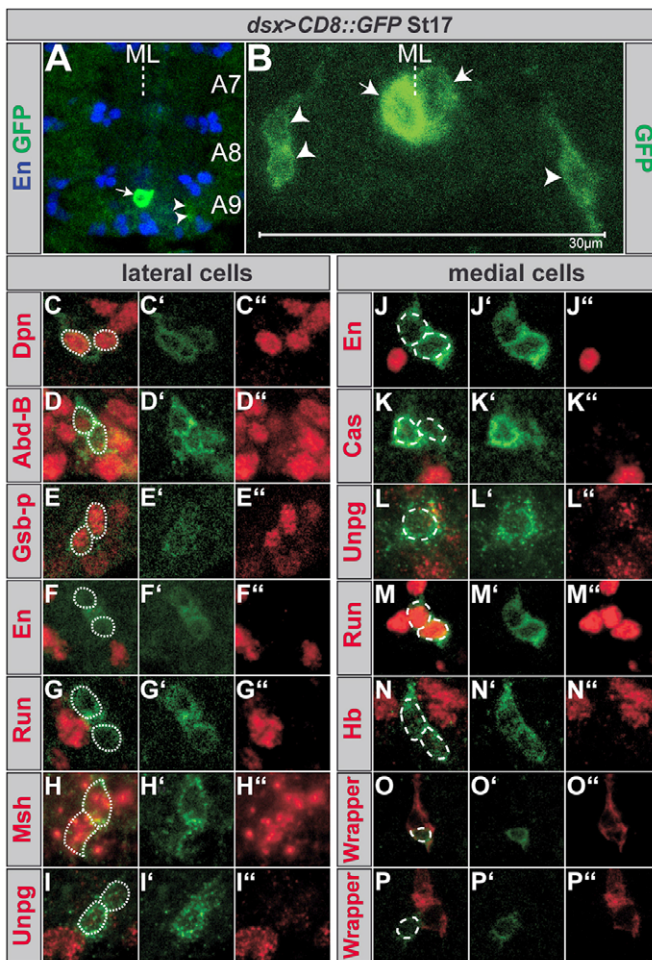 dsx>CD8::GFP St17
En GFP
A
ML
A7
A8
A9
B
ML
30µm
GFP
lateral cells
medial cells
Dpn
C
C‘
C“
Abd-B
D
D‘
D“
Gsb-p
E
E‘
E“
En
F
F‘
F“
Run
G
G‘
G“
Msh
H
H‘
H“
Unpg
I
I‘
I“
En
J
J‘
J“
Cas
K
K‘
K“
Unpg
L
L‘
L“
Run
M
M‘
M“
Hb
N
N‘
N“
Wrapper
O
O‘
O“
Wrapper
P
P‘
P“